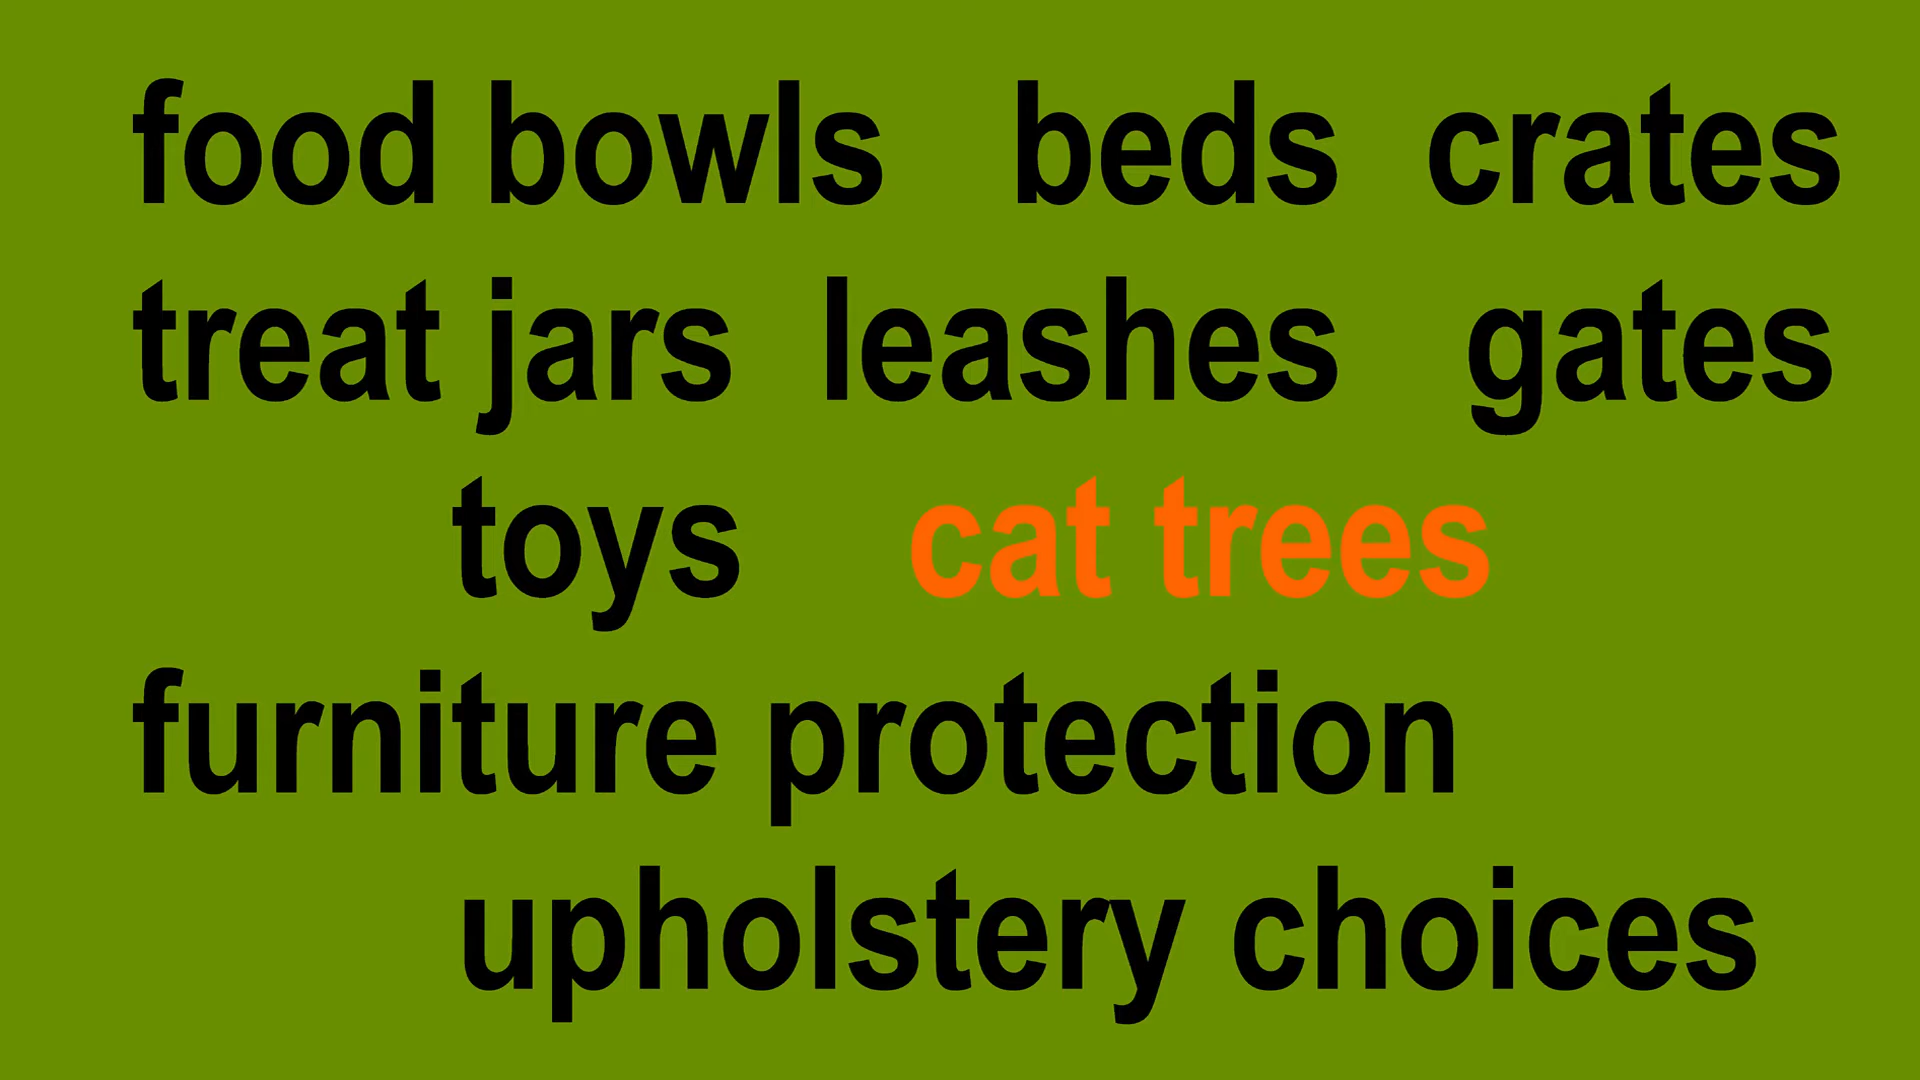 food bowls beds crates
treat jars leashes gates
toys cat trees
furniture protection
upholstery choices